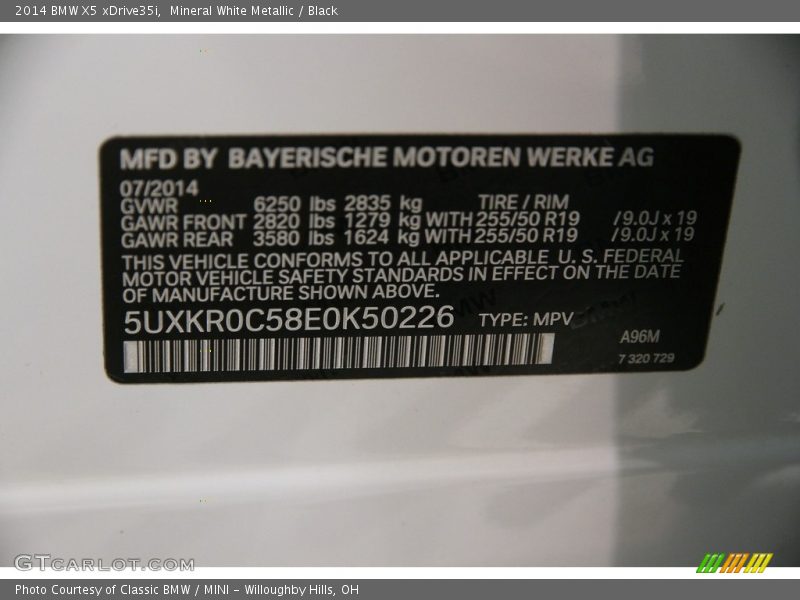 2014 BMW X5 xDrive35i, Mineral White Metallic / Black
MFD BY BAYERISCHE MOTOREN WERKE AG
07/2014
GVWR 6250 lbs 2835 kg TIRE / RIM
GAWR FRONT 2820 lbs 1279 kg WITH 255/50 R19 /9.0J x 19
GAWR REAR 3580 lbs 1624 kg WITH 255/50 R19 /9.0J x 19
THIS VEHICLE CONFORMS TO ALL APPLICABLE U.S. FEDERAL
MOTOR VEHICLE SAFETY STANDARDS IN EFFECT ON THE DATE
OF MANUFACTURE SHOWN ABOVE.
5UXKR0C58E0K50226 TYPE: MPV
A96M
7 320 729
GTCARLOT.COM
Photo Courtesy of Classic BMW / MINI - Willoughby Hills, OH